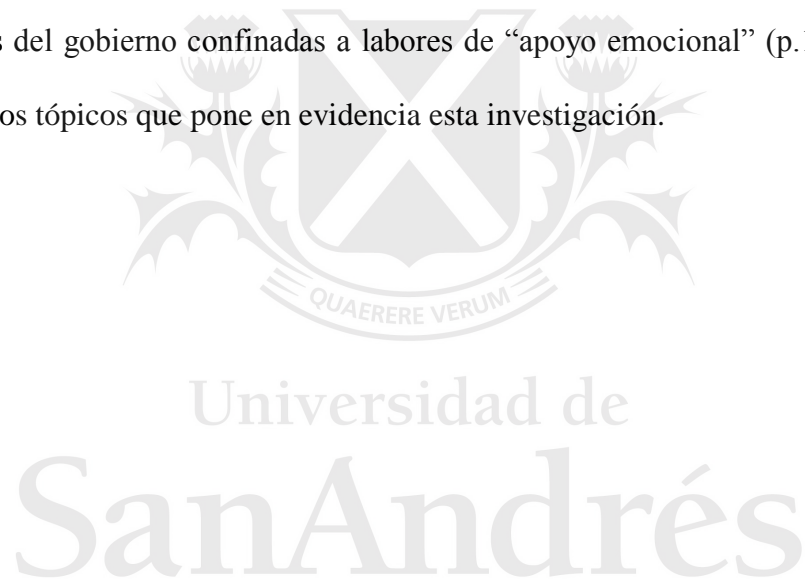 s del gobierno confinadas a labores de “apoyo emocional” (p.
os tópicos que pone en evidencia esta investigación.
QUAERERE VERUM
Universidad de
SanAndrés